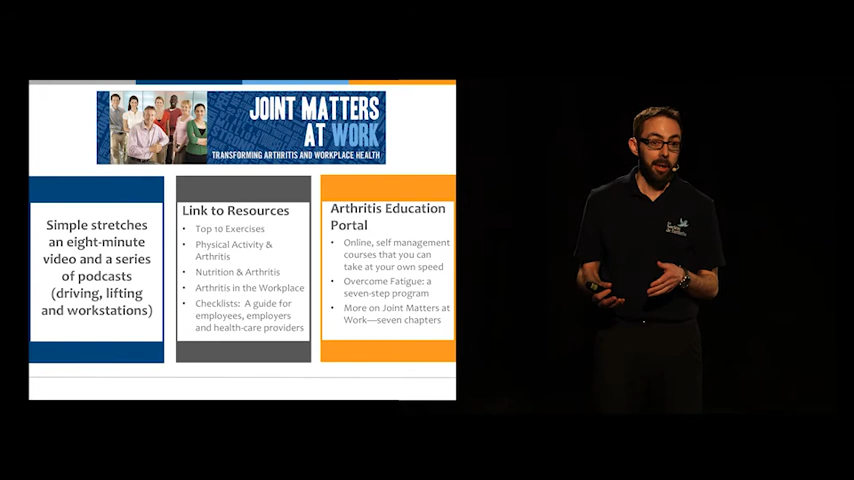 JOINT MATTERS
AT WORK
TRANSFORMING ARTHRITIS AND WORKPLACE HEALTH
Simple stretches
an eight-minute
video and a series
of podcasts
(driving, lifting
and workstations)
Link to Resources
• Top 10 Exercises
• Physical Activity &
Arthritis
• Nutrition & Arthritis
• Arthritis in the Workplace
• Checklists: A guide for
employees, employers
and health-care providers
Arthritis Education
Portal
• Online, self management
courses that you can
take at your own speed
• Overcome Fatigue: a
seven-step program
• More on Joint Matters at
Work—seven chapters